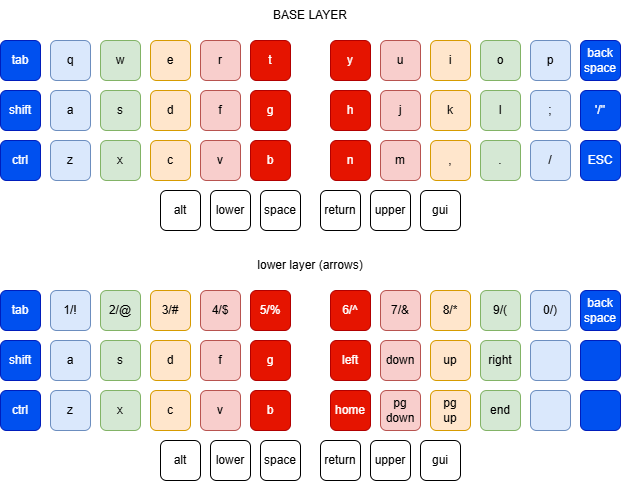 BASE LAYER
tab q w e r t y u i o p back space
shift a s d f g h j k l ; '/"
ctrl z x c v b n m , . / ESC
alt lower space return upper gui
lower layer (arrows)
tab 1/! 2/@ 3/# 4/$ 5/% 6/^ 7/& 8/* 9/( 0/) back space
shift a s d f g left down up right
ctrl z x c v b home pg down pg up end
alt lower space return upper gui